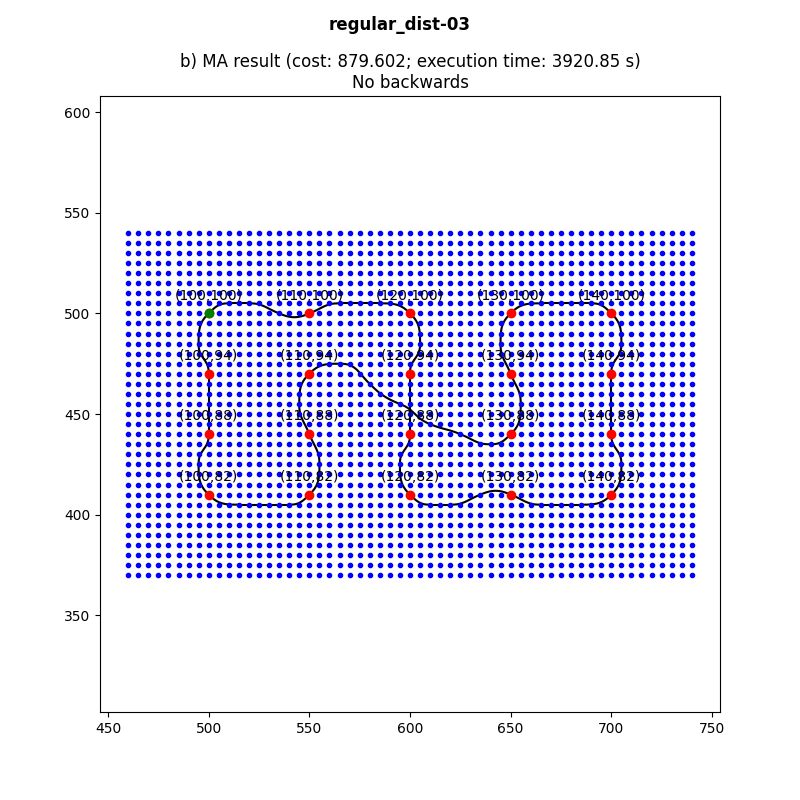 regular_dist-03
b) MA result (cost: 879.602; execution time: 3920.85 s)
No backwards
600
550
500
450
400
350
(100,100) (110,100) (120,100) (130,100) (140,100)
(100,94) (110,94) (120,94) (130,94) (140,94)
(100,88) (110,88) (120,88) (130,88) (140,88)
(100,82) (110,82) (120,82) (130,82) (140,82)
450 500 550 600 650 700 750